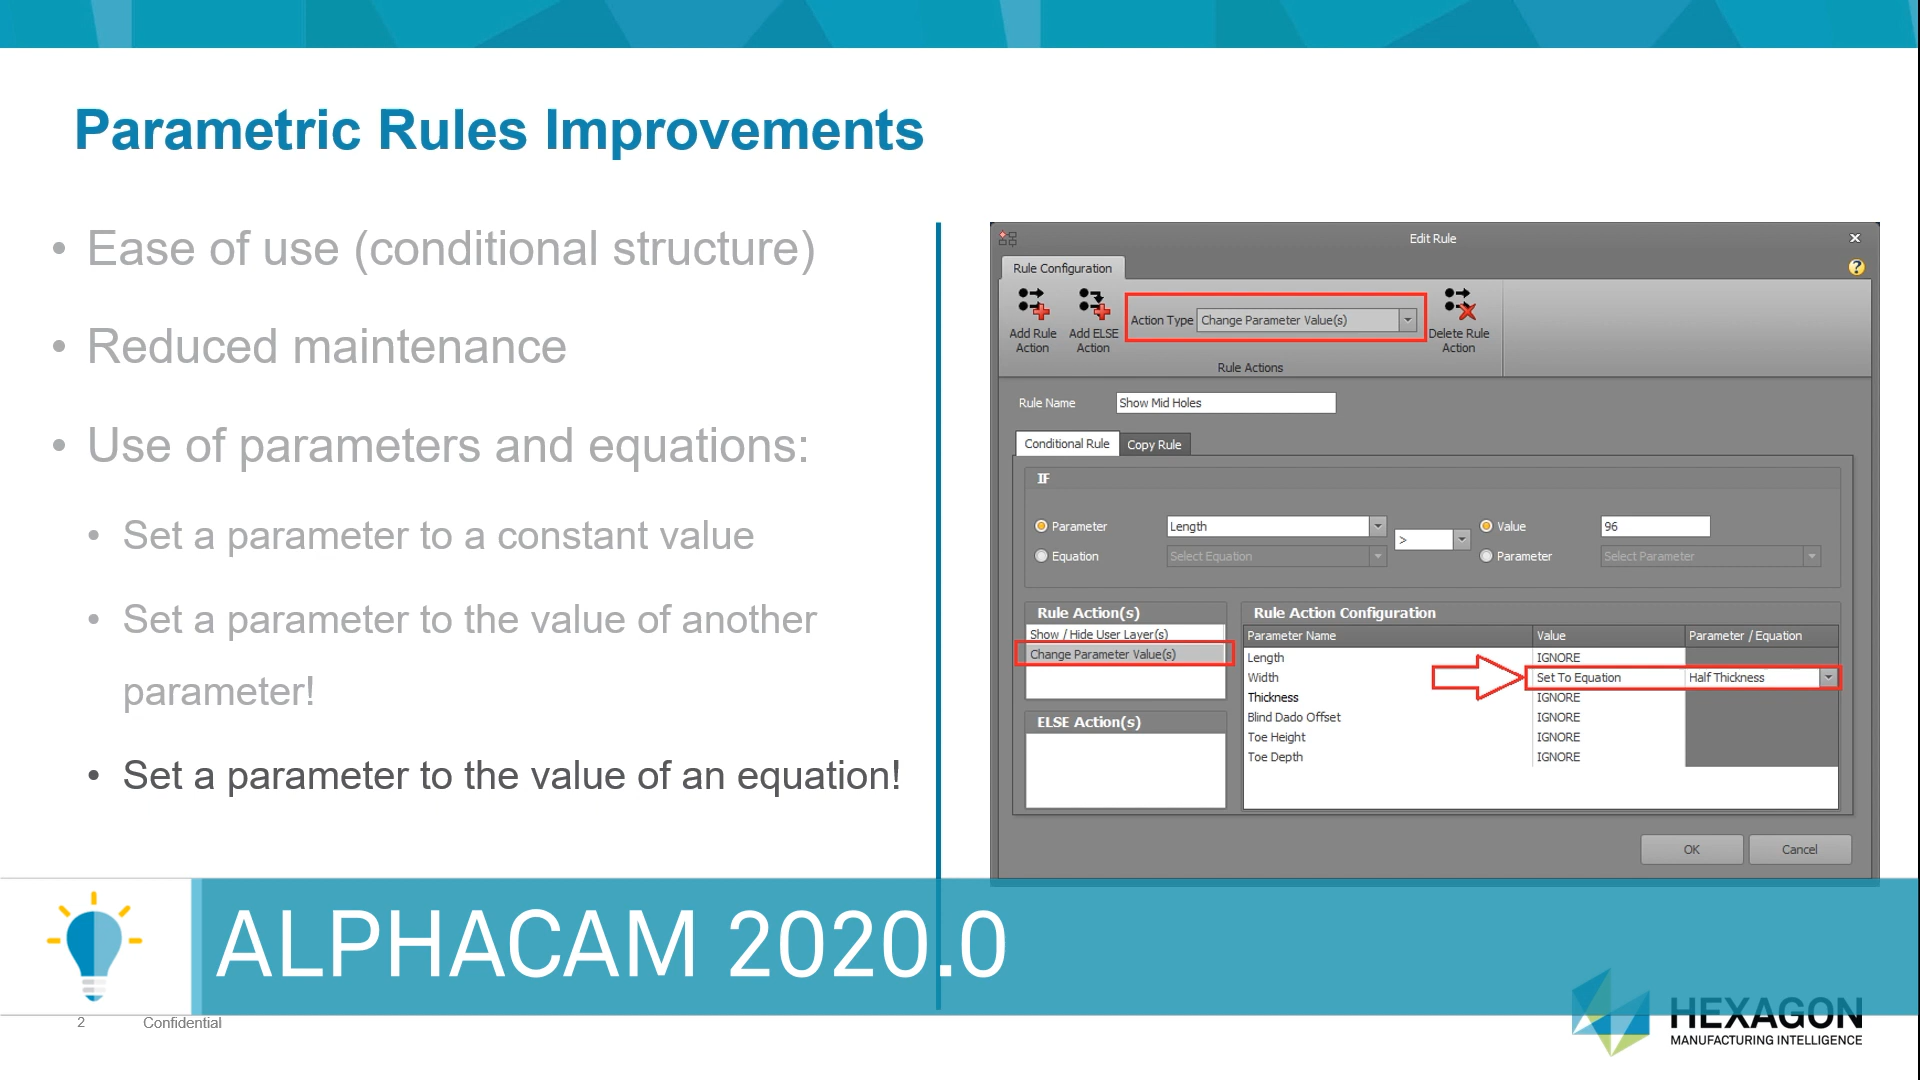 Parametric Rules Improvements
• Ease of use (conditional structure)
• Reduced maintenance
• Use of parameters and equations:
• Set a parameter to a constant value
• Set a parameter to the value of another
parameter!
• Set a parameter to the value of an equation!
Edit Rule
Rule Configuration
Add Rule
Action
Add ELSE
Action
Action Type Change Parameter Value(s)
Delete Rule
Action
Rule Actions
Rule Name Show Mid Holes
Conditional Rule Copy Rule
IF
Parameter Length > Value 96
Equation Select Equation Parameter Select Parameter
Rule Action(s)
Show / Hide User Layer(s)
Change Parameter Value(s)
ELSE Action(s)
Rule Action Configuration
Parameter Name Value Parameter / Equation
Length IGNORE
Width Set To Equation Half Thickness
Thickness IGNORE
Blind Dado Offset IGNORE
Toe Height IGNORE
Toe Depth IGNORE
OK Cancel
ALPHACAM 2020.0
2 Confidential
HEXAGON
MANUFACTURING INTELLIGENCE